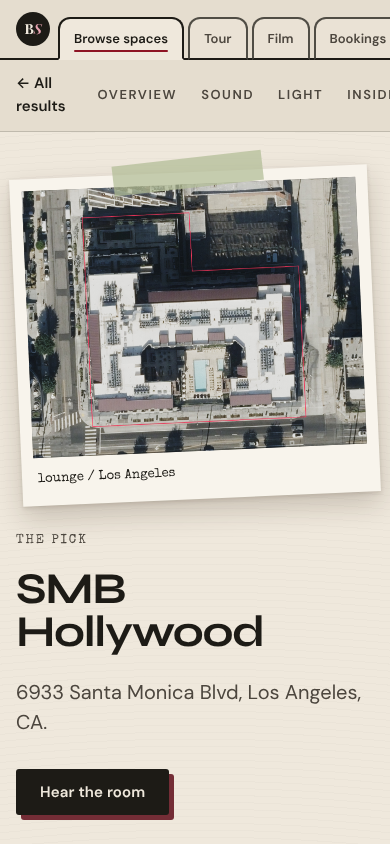 BS
Browse spaces
Tour
Film
Bookings
← All
results
OVERVIEW
SOUND
LIGHT
lounge / Los Angeles
THE PICK
SMB
Hollywood
6933 Santa Monica Blvd, Los Angeles,
CA.
Hear the room